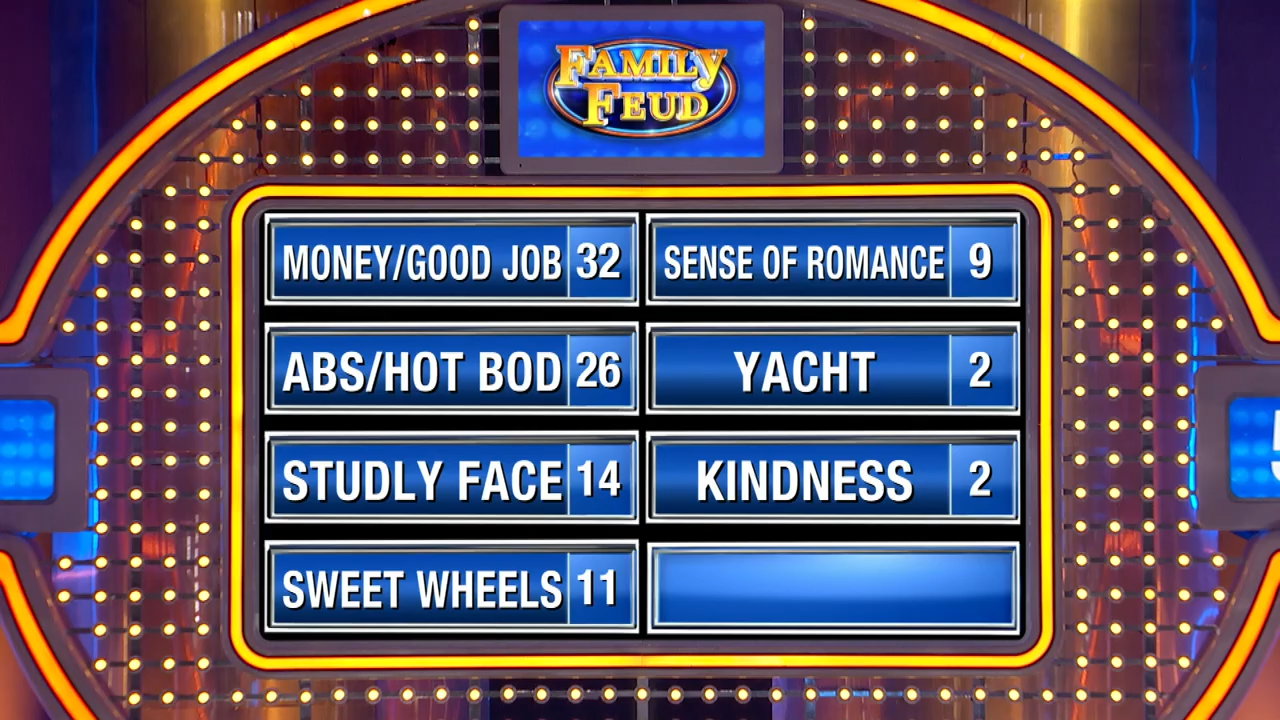 FAMILY
FEUD
MONEY/GOOD JOB 32
ABS/HOT BOD 26
STUDLY FACE 14
SWEET WHEELS 11
SENSE OF ROMANCE 9
YACHT 2
KINDNESS 2